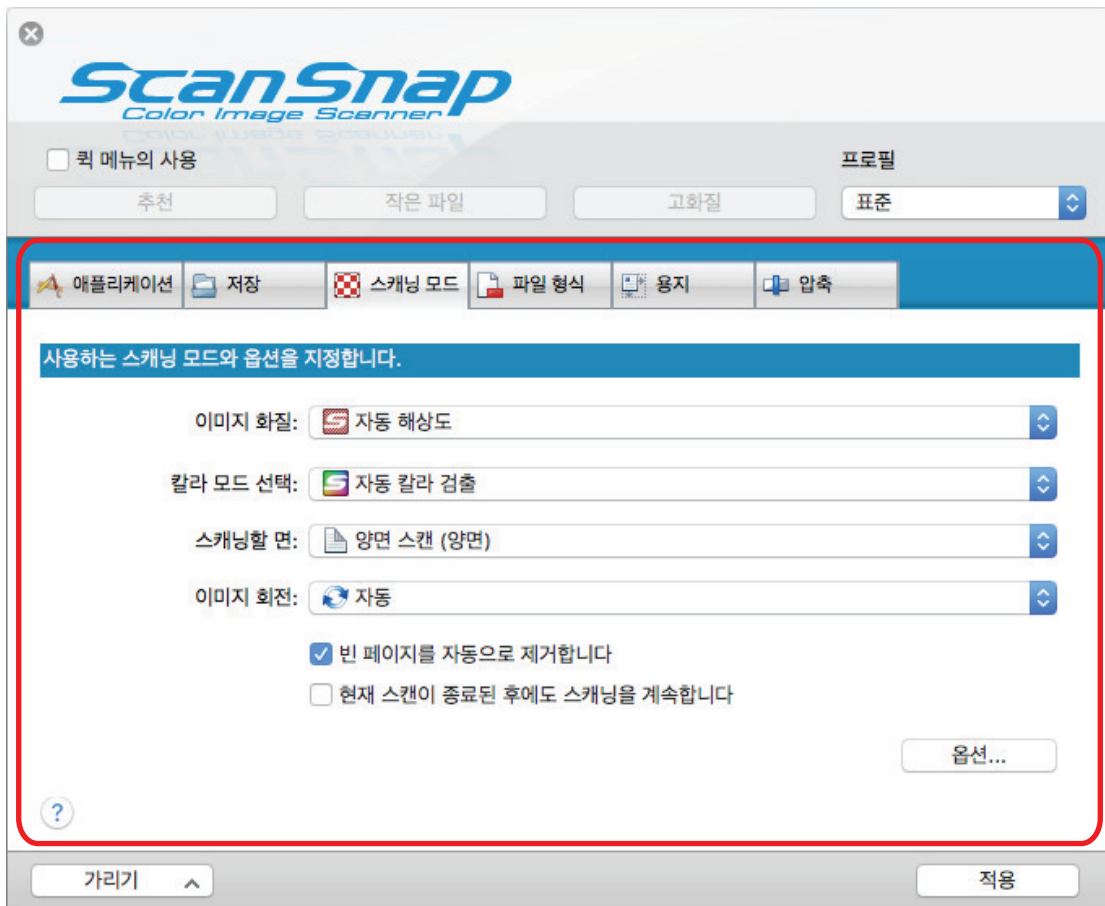 ScanSnap
Color Image Scanner
퀵 메뉴의 사용
프로필
추천 작은 파일 고화질 표준
애플리케이션 저장 스캐닝 모드 파일 형식 용지 압축
사용하는 스캐닝 모드와 옵션을 지정합니다.
이미지 화질: 자동 해상도
칼라 모드 선택: 자동 칼라 검출
스캐닝할 면: 양면 스캔 (양면)
이미지 회전: 자동
빈 페이지를 자동으로 제거합니다
현재 스캔이 종료된 후에도 스캐닝을 계속합니다
옵션...
?
가리기 적용